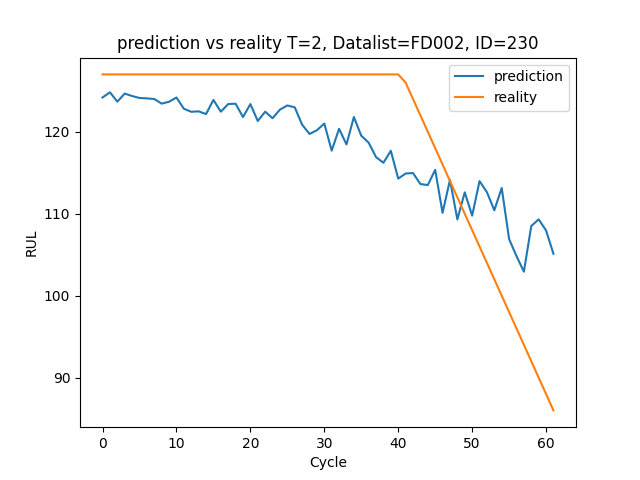 prediction vs reality T=2, Datalist=FD002, ID=230
prediction
reality
120
110
100
90
RUL
0 10 20 30 40 50 60
Cycle